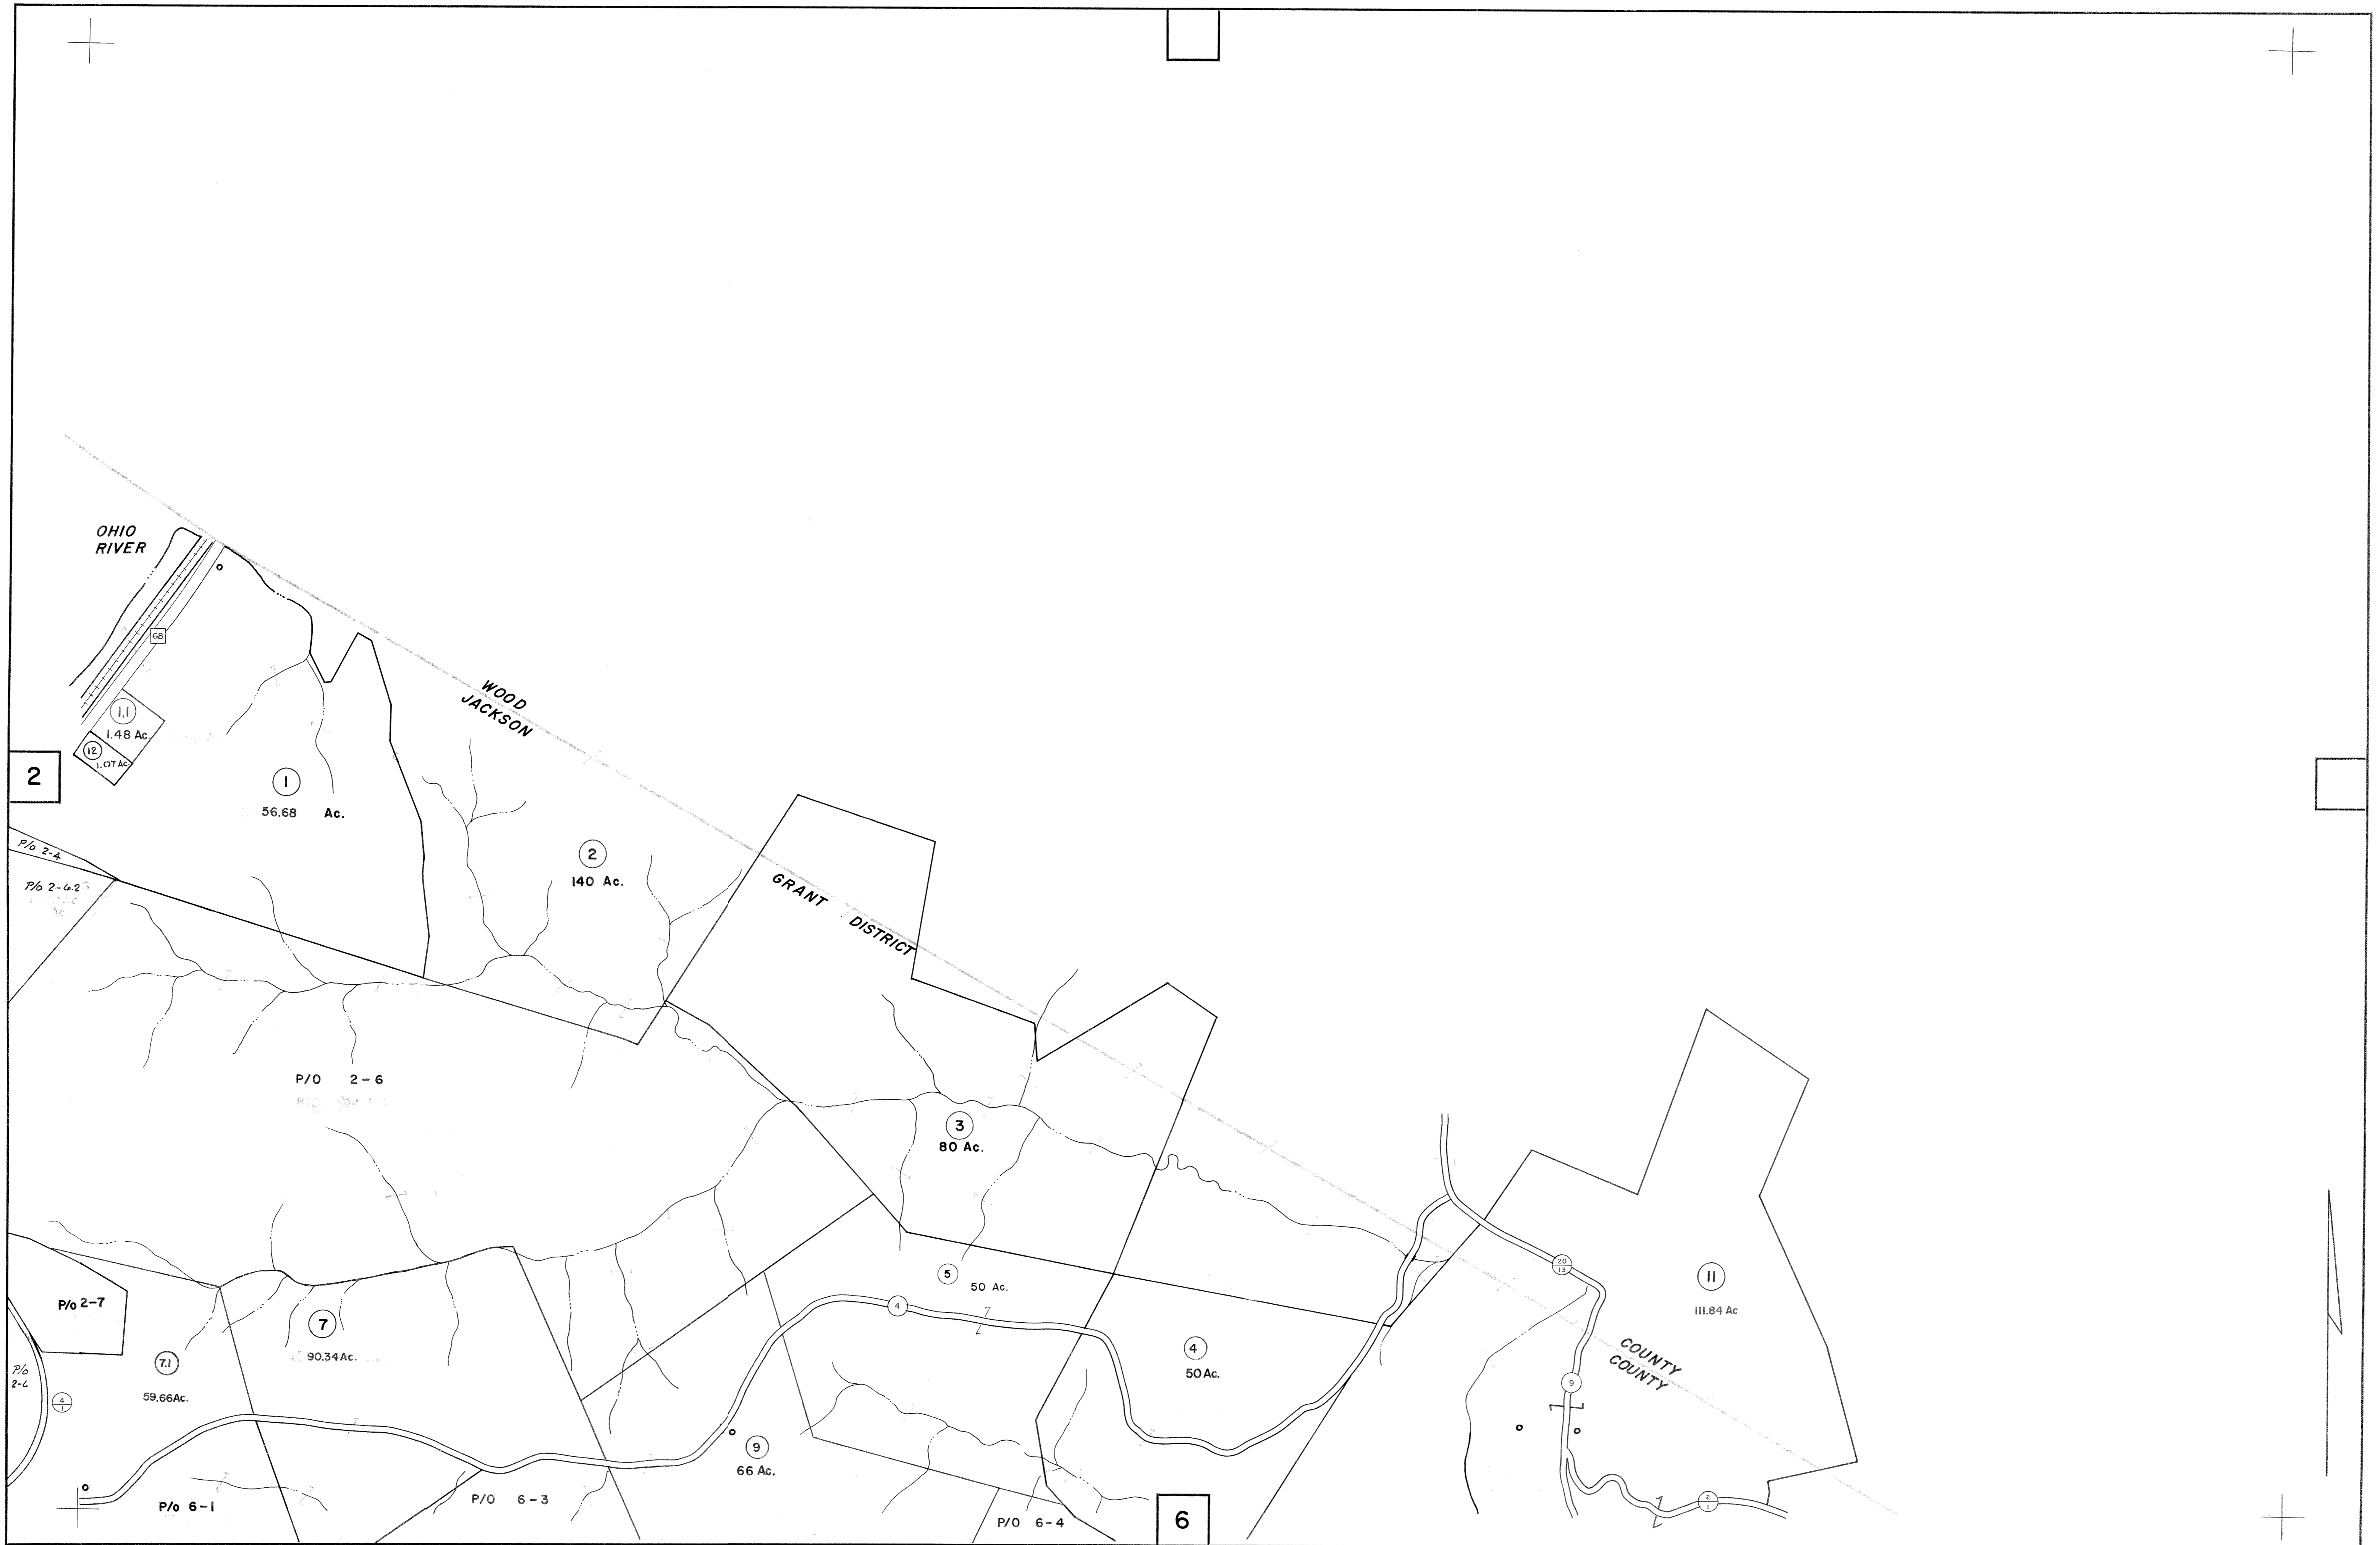 OHIO
RIVER
68
1.1
1.48 Ac.
12
1.07 Ac.
WOOD
JACKSON
2
1
56.68 Ac.
P/o 2-4
P/o 2-6.2
2
140 Ac.
GRANT DISTRICT
P/O 2-6
3
80 Ac.
20
13
5
50 Ac.
11
111.84 Ac
P/o 2-7
4
7
90.34 Ac.
4
50 Ac.
COUNTY
COUNTY
7.1
59.66 Ac.
P/o
4
1
9
9
66 Ac.
P/o 6-1
P/O 6-3
P/O 6-4
6
2
1